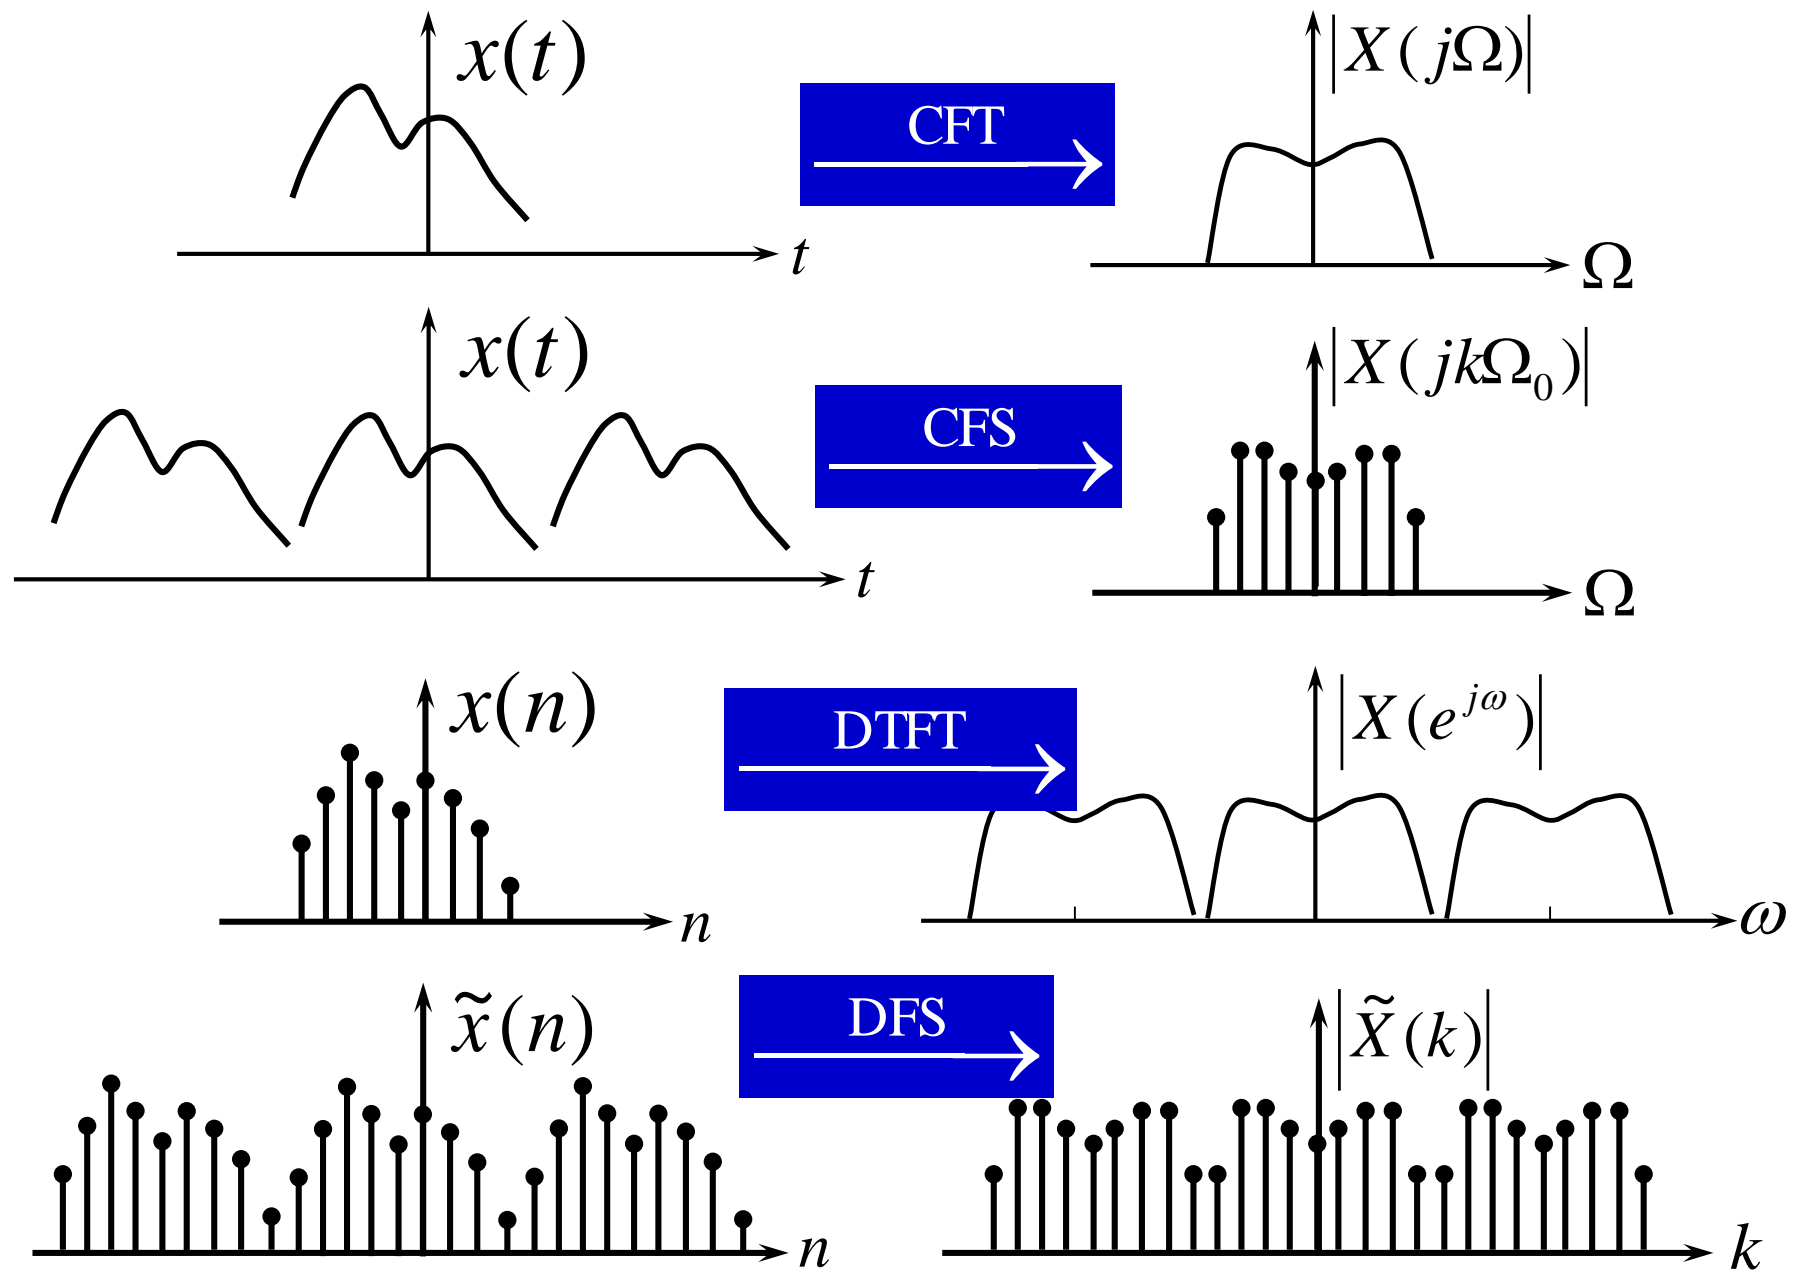 x(t)
CFT
|X(jΩ)|
t
Ω
x(t)
CFS
|X(jkΩ₀)|
t
Ω
x(n)
DTFT
|X(e^{jω})|
n
ω
x̃(n)
DFS
|X̃(k)|
n
k